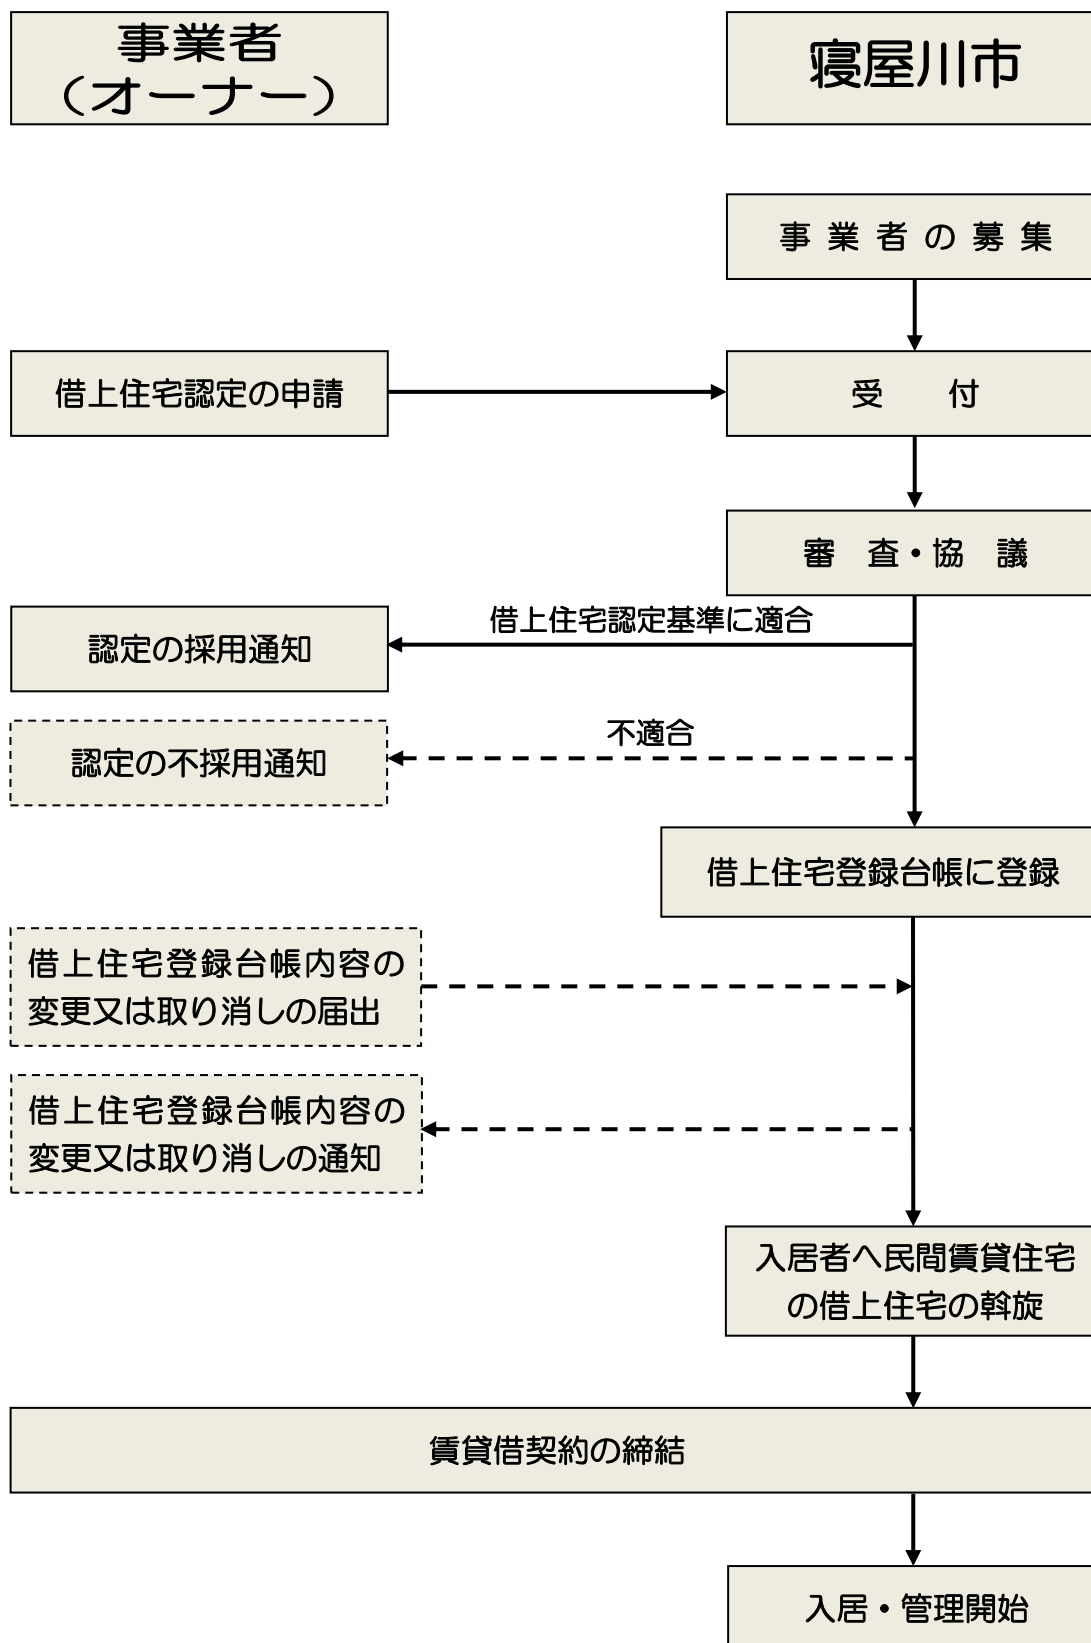 事業者
（オーナー）
寝屋川市
事業者の募集
借上住宅認定の申請
受　　付
審　査・協　議
借上住宅認定基準に適合
認定の採用通知
不適合
認定の不採用通知
借上住宅登録台帳に登録
借上住宅登録台帳内容の
変更又は取り消しの届出
借上住宅登録台帳内容の
変更又は取り消しの通知
入居者へ民間賃貸住宅
の借上住宅の斡旋
賃貸借契約の締結
入居・管理開始